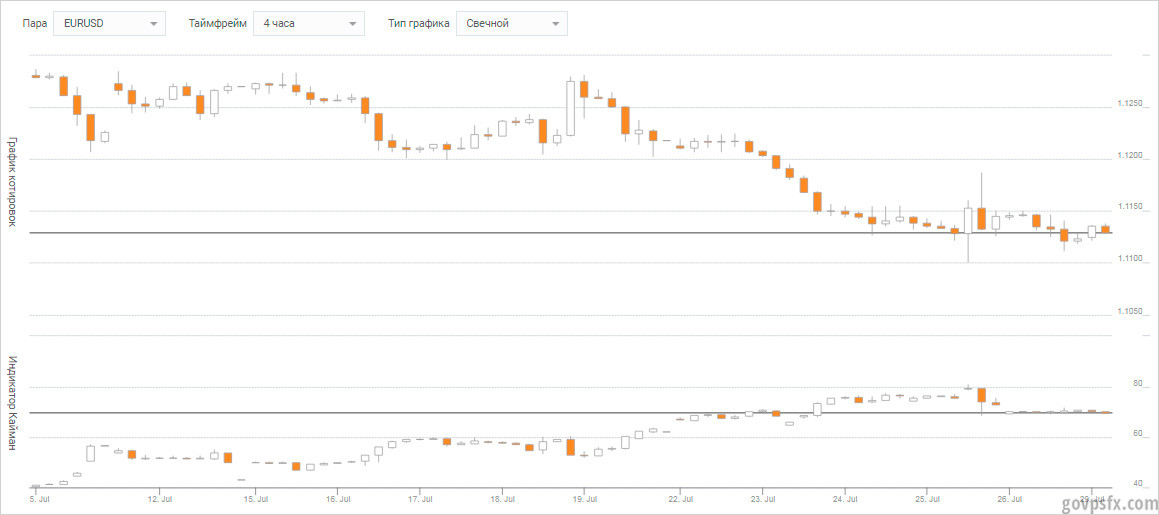 Пара EURUSD Таймфрейм 4 часа Тип графика Свечной
График котировок
1.1250
1.1200
1.1150
1.1100
1.1050
Индикатор Кайман
80
60
40
5. Jul 12. Jul 15. Jul 16. Jul 17. Jul 18. Jul 19. Jul 22. Jul 23. Jul 24. Jul 25. Jul 26. Jul 29. Jul
govpsfx.com